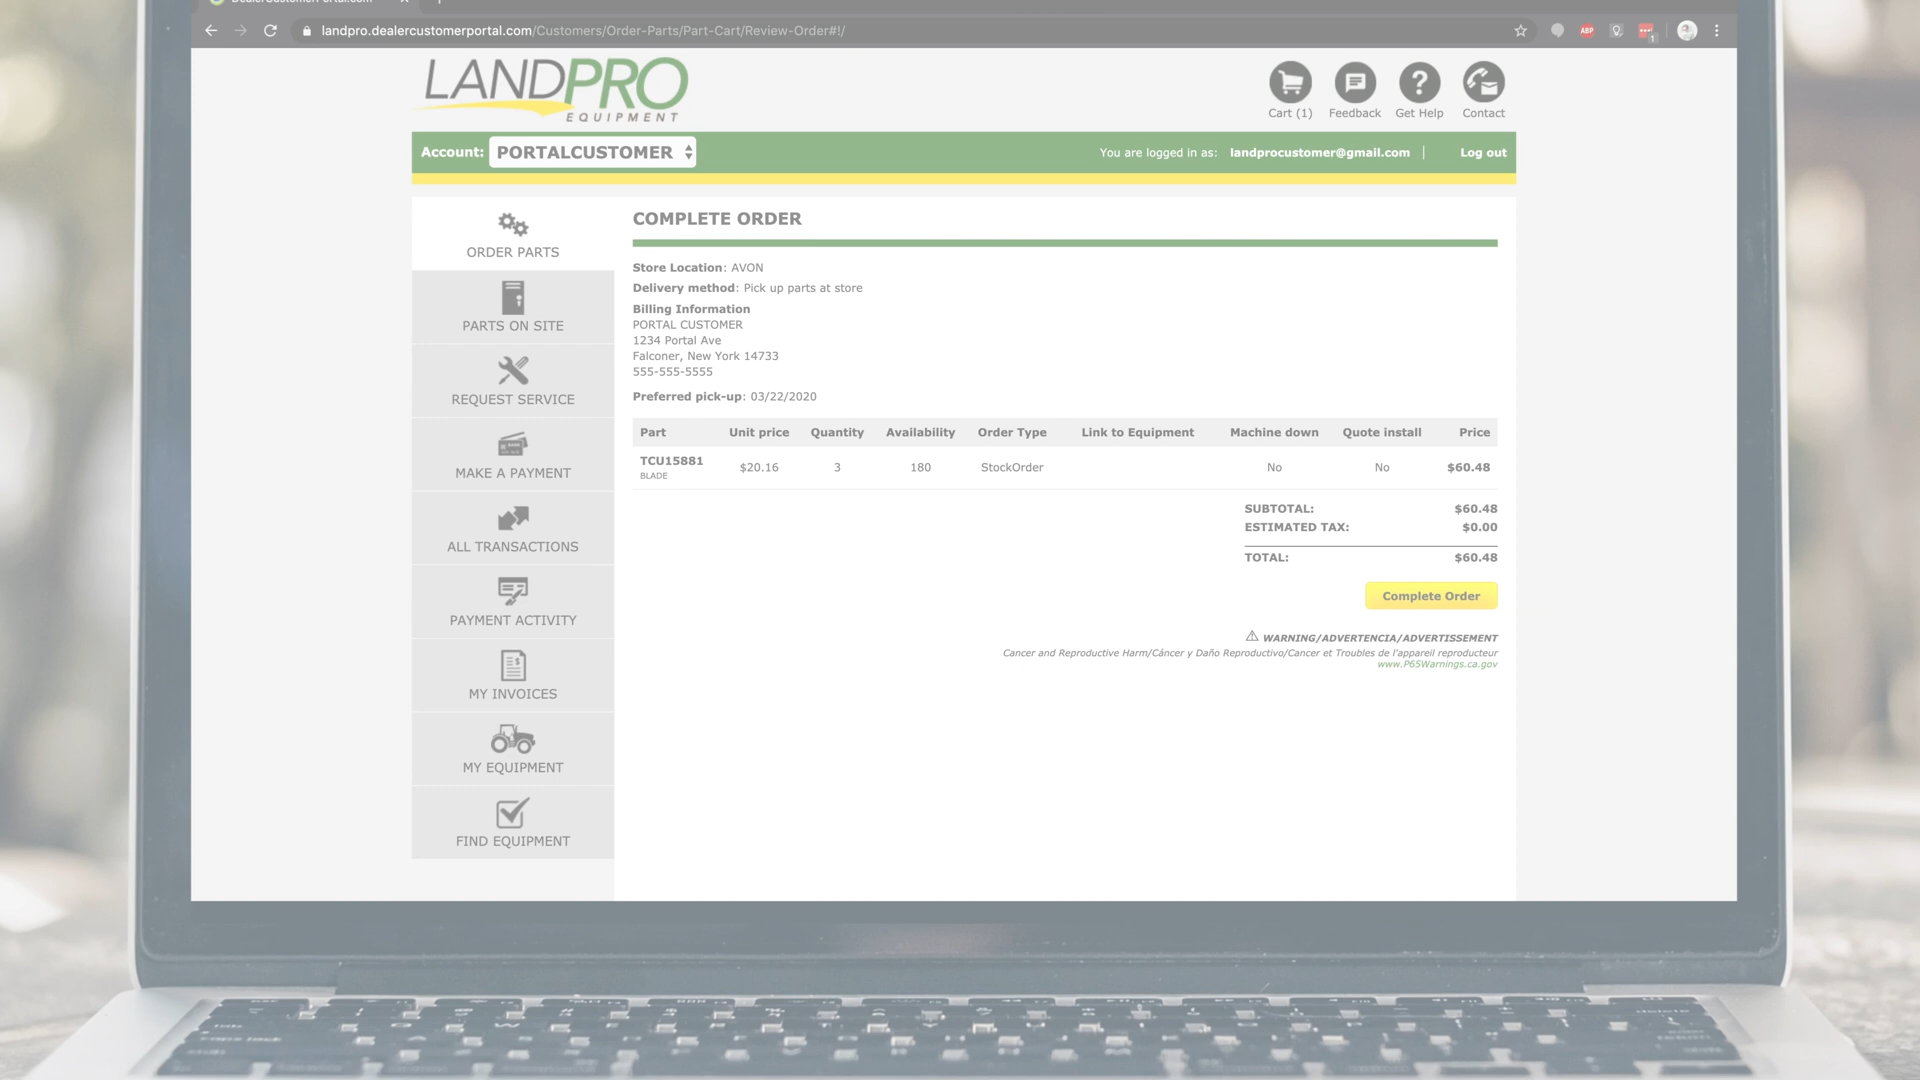 landpro.dealercustomerportal.com/Customers/Order-Parts/Part-Cart/Review-Order#!/
ABP
1
LANDPRO
EQUIPMENT
Cart (1) Feedback Get Help Contact
Account: PORTALCUSTOMER You are logged in as: landprocustomer@gmail.com | Log out
ORDER PARTS
PARTS ON SITE
REQUEST SERVICE
MAKE A PAYMENT
ALL TRANSACTIONS
PAYMENT ACTIVITY
MY INVOICES
MY EQUIPMENT
FIND EQUIPMENT
COMPLETE ORDER
Store Location: AVON
Delivery method: Pick up parts at store
Billing Information
PORTAL CUSTOMER
1234 Portal Ave
Falconer, New York 14733
555-555-5555
Preferred pick-up: 03/22/2020
Part Unit price Quantity Availability Order Type Link to Equipment Machine down Quote install Price
TCU15881 $20.16 3 180 StockOrder No No $60.48
BLADE
SUBTOTAL: $60.48
ESTIMATED TAX: $0.00
TOTAL: $60.48
Complete Order
⚠ WARNING/ADVERTENCIA/ADVERTISSEMENT
Cancer and Reproductive Harm/Cáncer y Daño Reproductivo/Cancer et Troubles de l'appareil reproducteur
www.P65Warnings.ca.gov